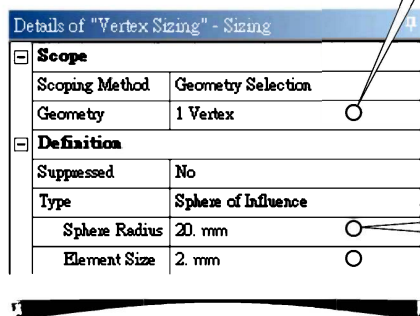 Details of "Vertex Sizing" - Sizing
Scope
Scoping Method Geometry Selection
Geometry 1 Vertex
Definition
Suppressed No
Type Sphere of Influence
Sphere Radius 20. mm
Element Size 2. mm